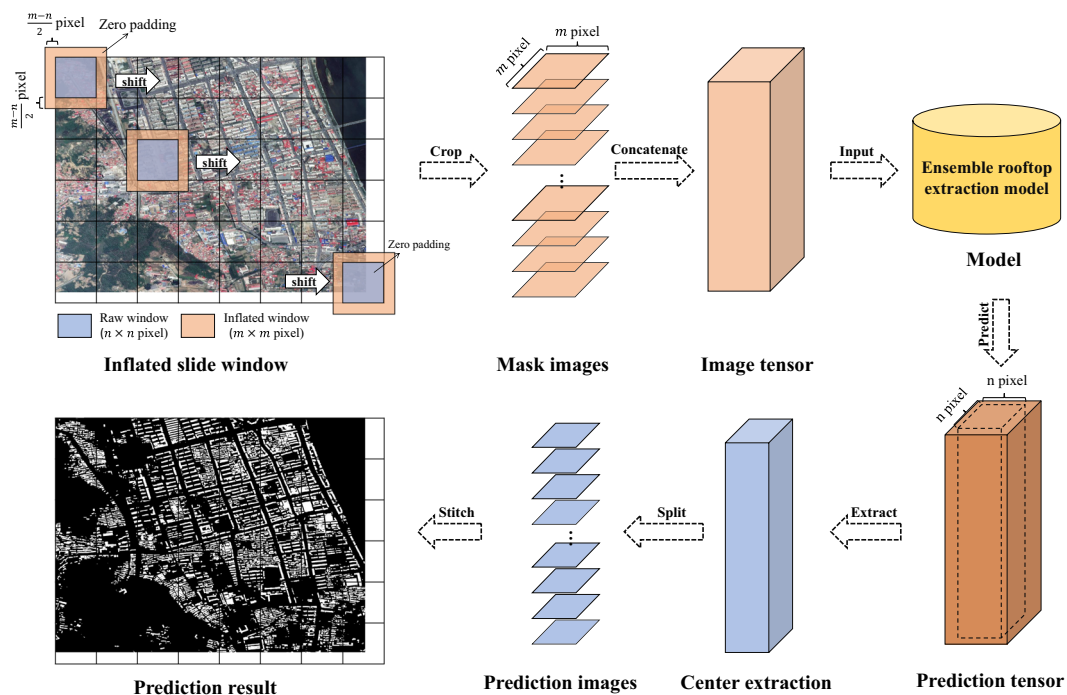 m−n/2 pixel
Zero padding
m−n/2 pixel
shift
shift
shift
Zero padding
Raw window
(n × n pixel)
Inflated window
(m × m pixel)
Inflated slide window
Crop
m pixel
m pixel
⋮
Mask images
Concatenate
Image tensor
Input
Ensemble rooftop
extraction model
Model
Predict
n pixel
n pixel
Prediction tensor
Extract
Center extraction
Split
⋮
Prediction images
Stitch
Prediction result